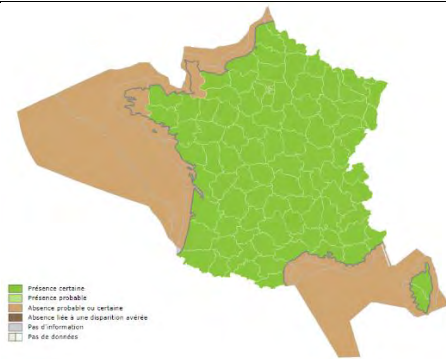 Présence certaine
Présence probable
Absence probable ou certaine
Absence liée à une disparition avérée
Pas d'information
Pas de données